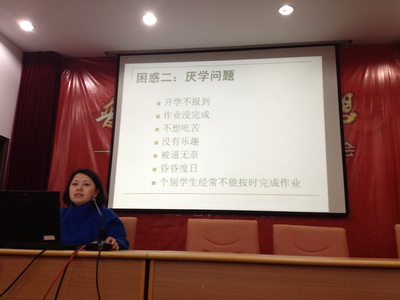 困惑二：厌学问题
开学不报到
作业没完成
不想吃苦
没有乐趣
被逼无奈
昏昏度日
个别学生经常不能按时完成作业
想
会